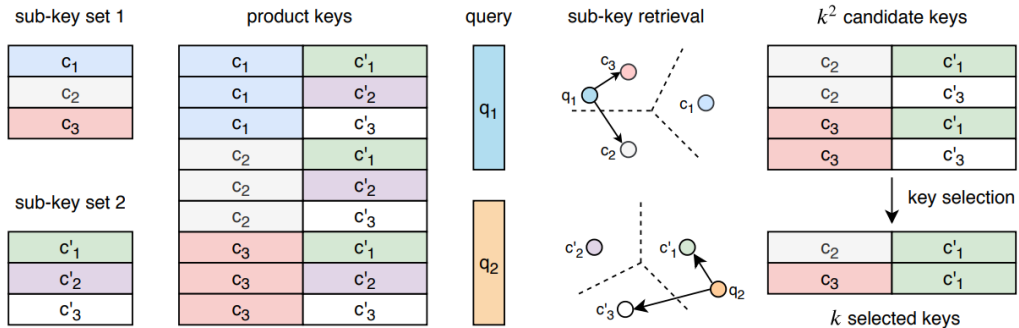 sub-key set 1
c1
c2
c3
sub-key set 2
c'1
c'2
c'3
product keys
c1 c'1
c1 c'2
c1 c'3
c2 c'1
c2 c'2
c2 c'3
c3 c'1
c3 c'2
c3 c'3
query
q1
q2
sub-key retrieval
c3
q1
c1
c2
c'2
c'1
q2
c'3
k² candidate keys
c2 c'1
c2 c'3
c3 c'1
c3 c'3
key selection
c2 c'1
c3 c'1
k selected keys